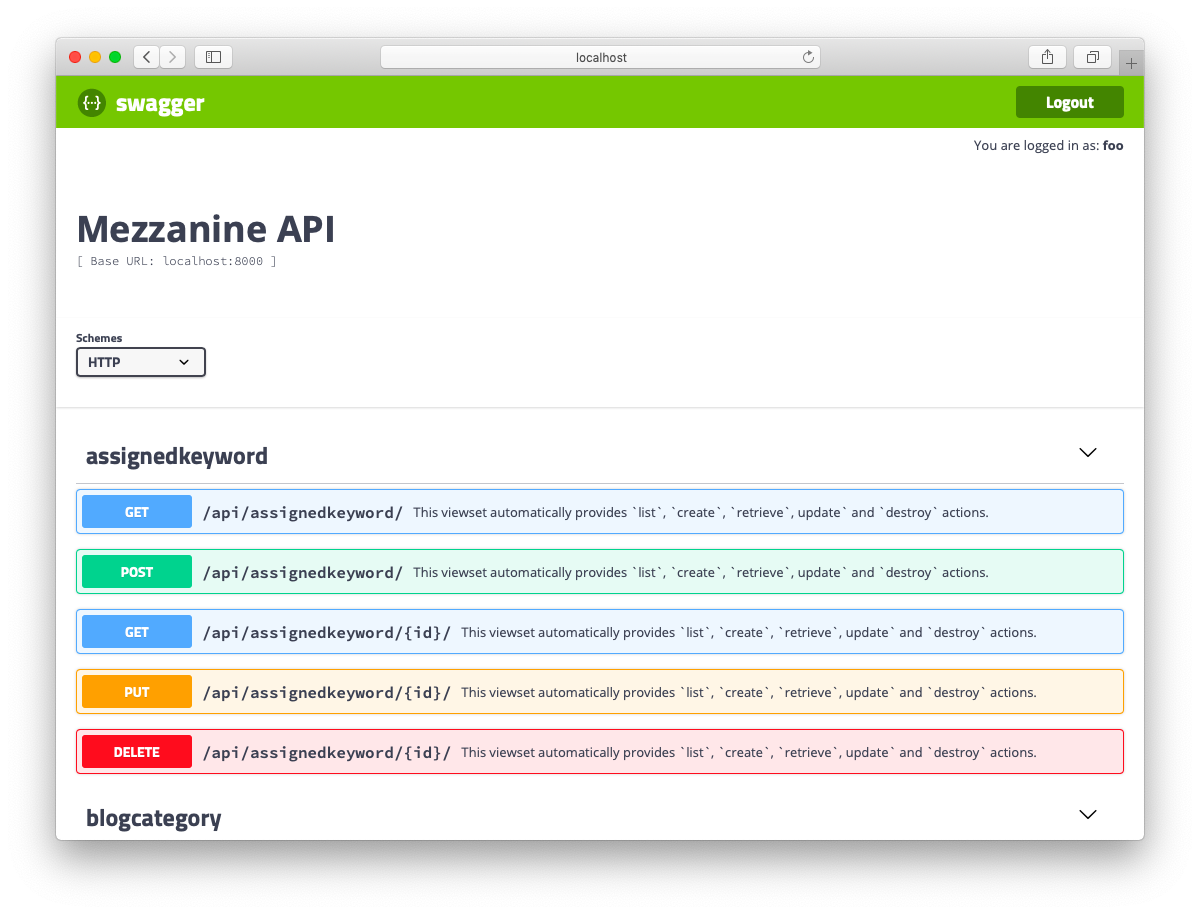 localhost
{···} swagger
Logout
You are logged in as: foo
Mezzanine API
[ Base URL: localhost:8000 ]
Schemes
HTTP
assignedkeyword
GET /api/assignedkeyword/ This viewset automatically provides `list`, `create`, `retrieve`, update` and `destroy` actions.
POST /api/assignedkeyword/ This viewset automatically provides `list`, `create`, `retrieve`, update` and `destroy` actions.
GET /api/assignedkeyword/{id}/ This viewset automatically provides `list`, `create`, `retrieve`, update` and `destroy` actions.
PUT /api/assignedkeyword/{id}/ This viewset automatically provides `list`, `create`, `retrieve`, update` and `destroy` actions.
DELETE /api/assignedkeyword/{id}/ This viewset automatically provides `list`, `create`, `retrieve`, update` and `destroy` actions.
blogcategory